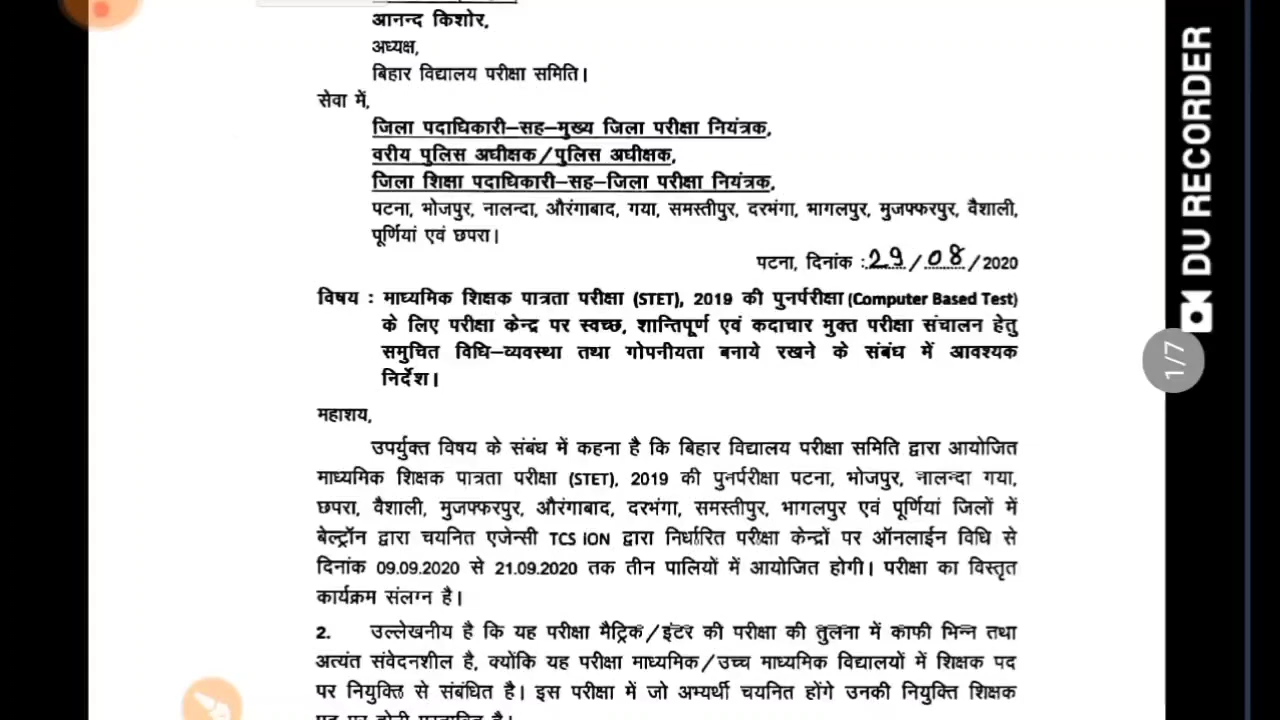 आनन्द किशोर,
अध्यक्ष,
बिहार विद्यालय परीक्षा समिति।
सेवा में,
जिला पदाधिकारी–सह–मुख्य जिला परीक्षा नियंत्रक,
वरीय पुलिस अधीक्षक/पुलिस अधीक्षक,
जिला शिक्षा पदाधिकारी–सह–जिला परीक्षा नियंत्रक,
पटना, भोजपुर, नालन्दा, औरंगाबाद, गया, समस्तीपुर, दरभंगा, भागलपुर, मुजफ्फरपुर, वैशाली,
पूर्णियां एवं छपरा।
पटना, दिनांक :29/08/2020
विषय : माध्यमिक शिक्षक पात्रता परीक्षा (STET), 2019 की पुनर्परीक्षा (Computer Based Test)
के लिए परीक्षा केन्द्र पर स्वच्छ, शान्तिपूर्ण एवं कदाचार मुक्त परीक्षा संचालन हेतु
समुचित विधि–व्यवस्था तथा गोपनीयता बनाये रखने के संबंध में आवश्यक
निर्देश।
महाशय,
उपर्युक्त विषय के संबंध में कहना है कि बिहार विद्यालय परीक्षा समिति द्वारा आयोजित
माध्यमिक शिक्षक पात्रता परीक्षा (STET), 2019 की पुनर्परीक्षा पटना, भोजपुर, नालन्दा गया,
छपरा, वैशाली, मुजफ्फरपुर, औरंगाबाद, दरभंगा, समस्तीपुर, भागलपुर एवं पूर्णियां जिलों में
बेल्ट्रॉन द्वारा चयनित एजेन्सी TCS iON द्वारा निर्धारित परीक्षा केन्द्रों पर ऑनलाईन विधि से
दिनांक 09.09.2020 से 21.09.2020 तक तीन पालियों में आयोजित होगी। परीक्षा का विस्तृत
कार्यक्रम संलग्न है।
2. उल्लेखनीय है कि यह परीक्षा मैट्रिक/इंटर की परीक्षा की तुलना में काफी भिन्न तथा
अत्यंत संवेदनशील है, क्योंकि यह परीक्षा माध्यमिक/उच्च माध्यमिक विद्यालयों में शिक्षक पद
पर नियुक्ति से संबंधित है। इस परीक्षा में जो अभ्यर्थी चयनित होंगे उनकी नियुक्ति शिक्षक
DU RECORDER
1/7